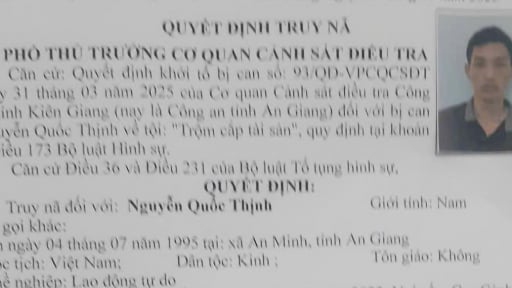 QUYẾT ĐỊNH TRUY NÃ
PHÓ THỦ TRƯỞNG CƠ QUAN CẢNH SÁT ĐIỀU TRA
Căn cứ: Quyết định khởi tố bị can số: 93/QĐ-VPCQCSĐT
y 31 tháng 03 năm 2025 của Cơ quan Cảnh sát điều tra Công
ỉnh Kiên Giang (nay là Công an tỉnh An Giang) đối với bị can
yễn Quốc Thịnh về tội: "Trộm cắp tài sản", quy định tại khoản
iều 173 Bộ luật Hình sự.
Căn cứ Điều 36 và Điều 231 của Bộ luật Tố tụng hình sự,
QUYẾT ĐỊNH:
Truy nã đối với: Nguyễn Quốc Thịnh Giới tính: Nam
gọi khác:
ngày 04 tháng 07 năm 1995 tại: xã An Minh, tỉnh An Giang
ốc tịch: Việt Nam; Dân tộc: Kinh ; Tôn giáo: Không
ề nghiệp: Lao động tự do